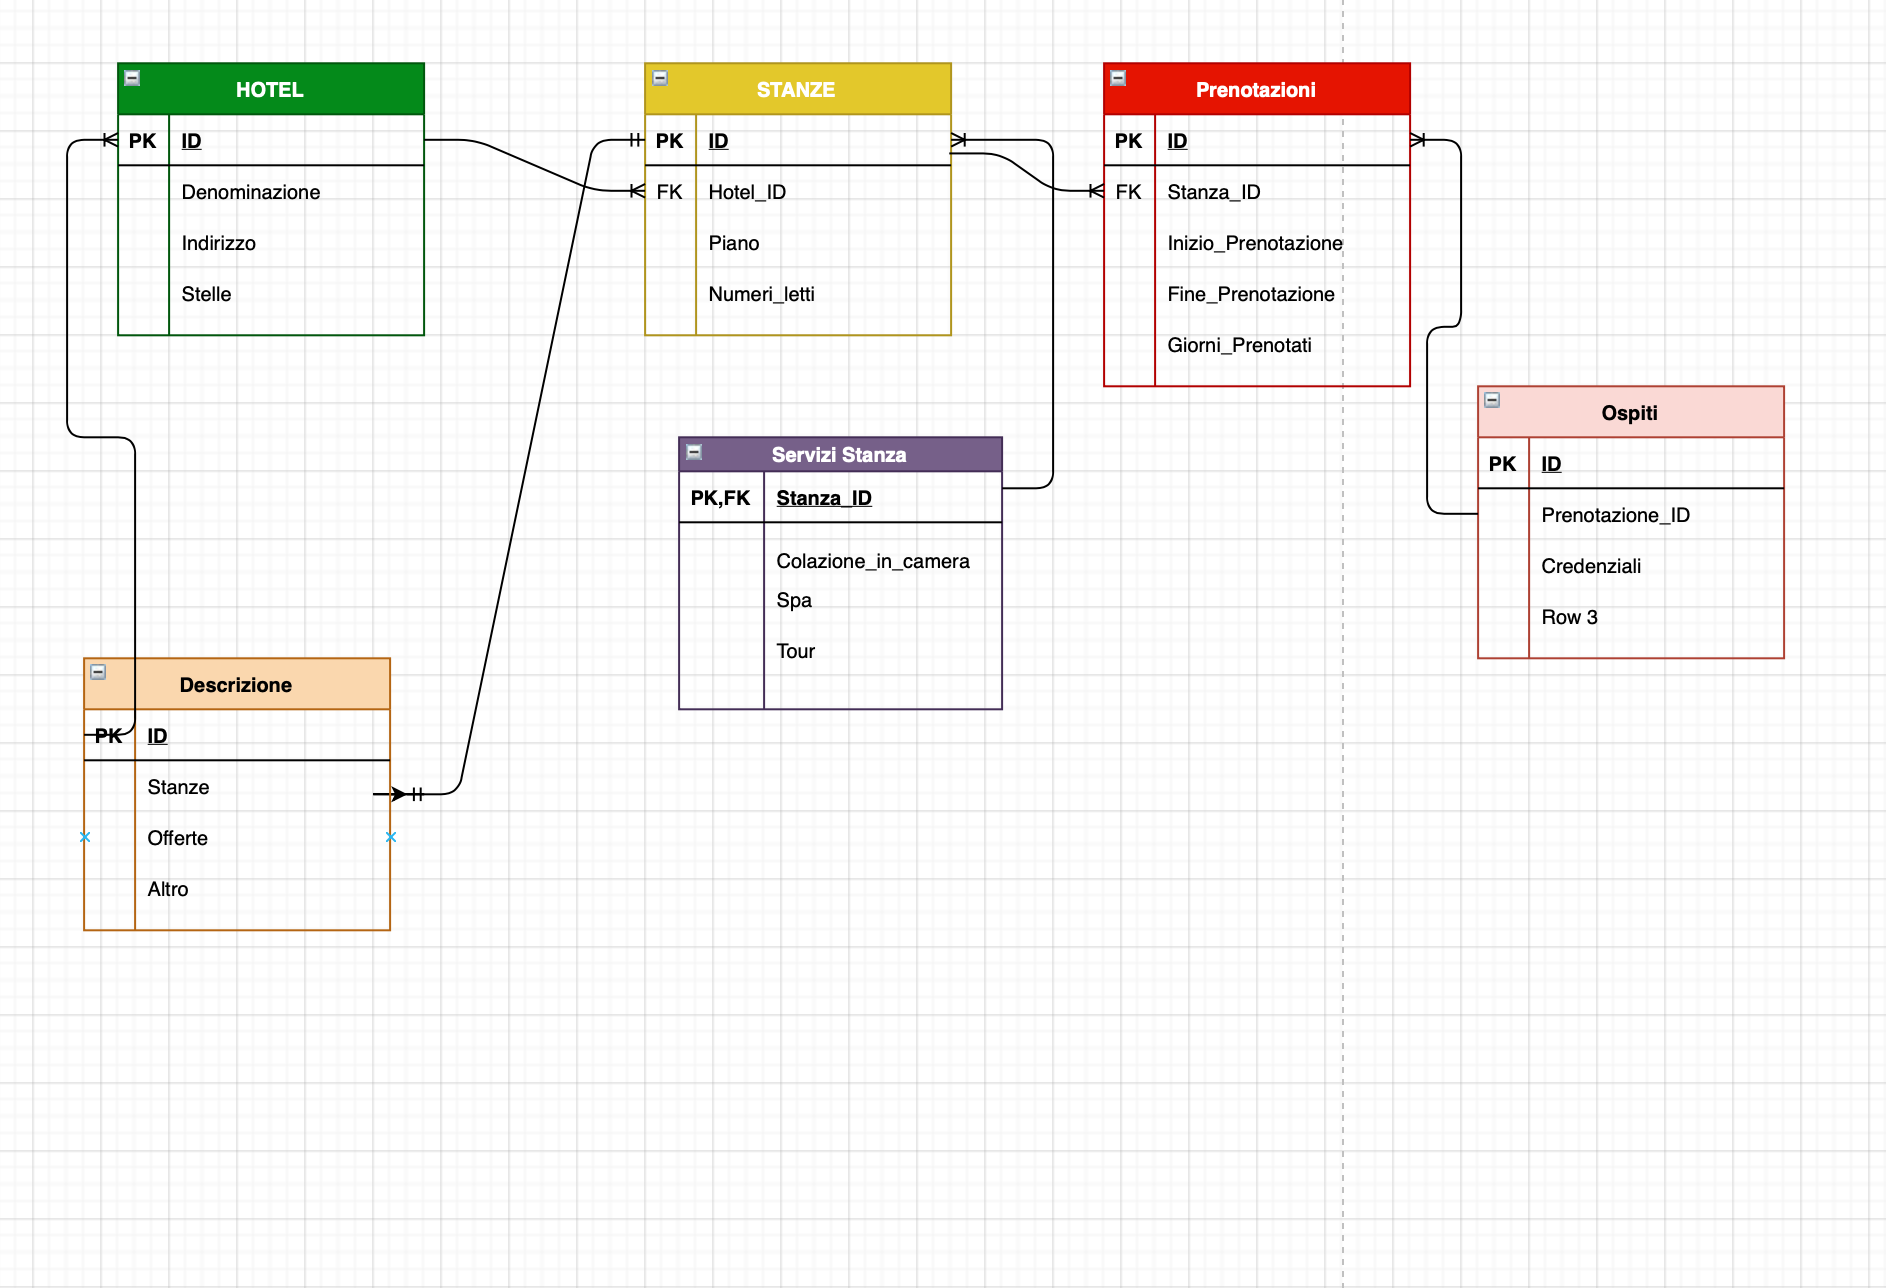 HOTEL
PK ID
Denominazione
Indirizzo
Stelle
STANZE
PK ID
FK Hotel_ID
Piano
Numeri_letti
Prenotazioni
PK ID
FK Stanza_ID
Inizio_Prenotazione
Fine_Prenotazione
Giorni_Prenotati
Ospiti
PK ID
Prenotazione_ID
Credenziali
Row 3
Servizi Stanza
PK,FK Stanza_ID
Colazione_in_camera
Spa
Tour
Descrizione
PK ID
Stanze
Offerte
Altro